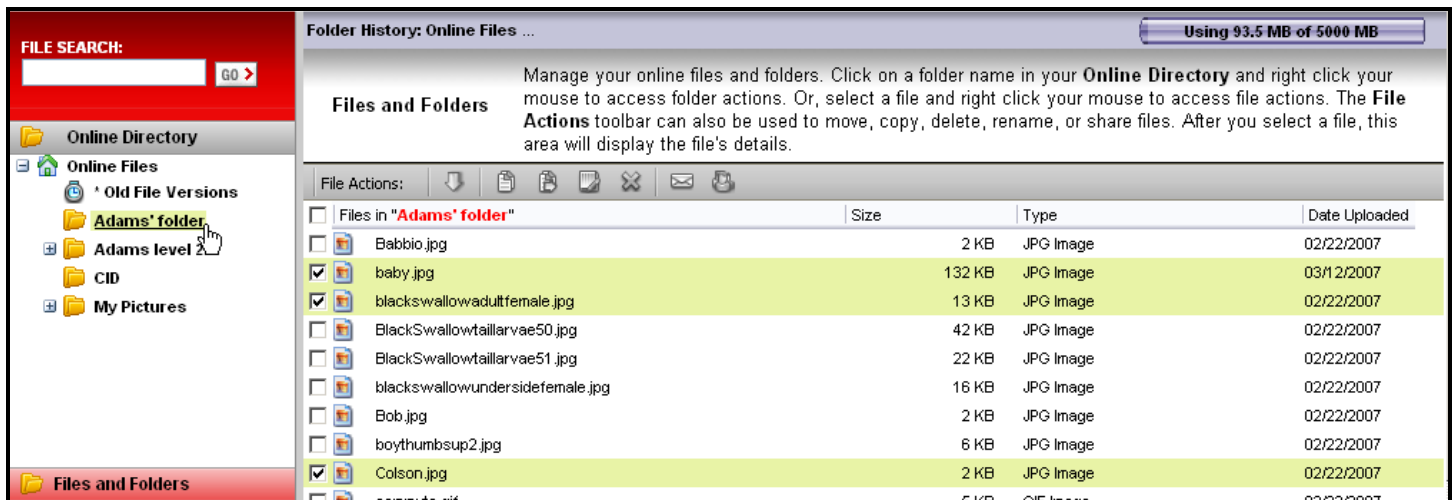 FILE SEARCH:
GO
Online Directory
Online Files
* Old File Versions
Adams' folder
Adams level 2
CID
My Pictures
Files and Folders
Folder History: Online Files ...
Using 93.5 MB of 5000 MB
Files and Folders
Manage your online files and folders. Click on a folder name in your Online Directory and right click your
mouse to access folder actions. Or, select a file and right click your mouse to access file actions. The File
Actions toolbar can also be used to move, copy, delete, rename, or share files. After you select a file, this
area will display the file's details.
File Actions:
Files in "Adams' folder" Size Type Date Uploaded
Babbio.jpg 2 KB JPG Image 02/22/2007
baby.jpg 132 KB JPG Image 03/12/2007
blackswallowadultfemale.jpg 13 KB JPG Image 02/22/2007
BlackSwallowtaillarvae50.jpg 42 KB JPG Image 02/22/2007
BlackSwallowtaillarvae51.jpg 22 KB JPG Image 02/22/2007
blackswallowundersidefemale.jpg 16 KB JPG Image 02/22/2007
Bob.jpg 2 KB JPG Image 02/22/2007
boythumbsup2.jpg 6 KB JPG Image 02/22/2007
Colson.jpg 2 KB JPG Image 02/22/2007